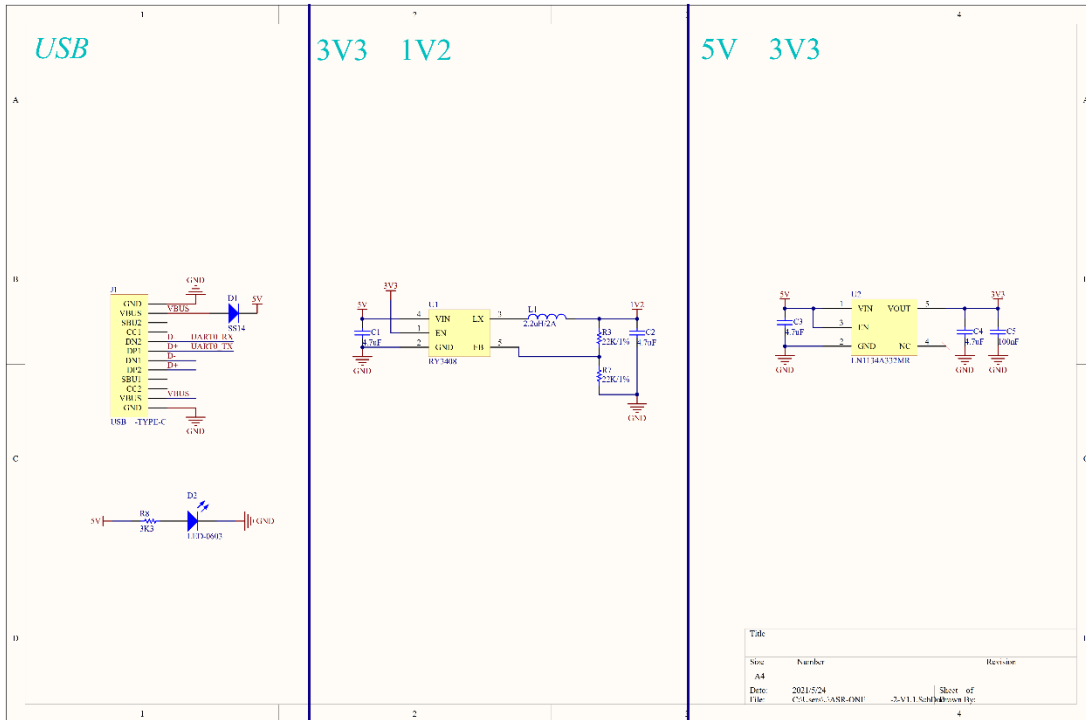 1 2 3 4
USB
3V3 1V2
5V 3V3
A
A
B
B
C
C
D
GND
J1
GND
VBUS
SBU2
CC1
DN2
DP1
DN1
DP2
SBU1
CC2
VBUS
GND
USB -TYPE-C
VBUS
D- UART0_RX
D+ UART0_TX
D-
D+
VBUS
D1
SS14
5V
GND
5V
R8
3K3
D2
LED-0603
GND
3V3
5V
C1
4.7uF
GND
U1
4 VIN LX 3
1 EN
2 GND FB 5
RY3408
L1
2.2uH/2A
R3
22K/1%
R7
22K/1%
1V2
C2
4.7uF
GND
5V
C3
4.7uF
GND
U2
1 VIN VOUT 5
3 EN
2 GND NC 4
LN1134A332MR
3V3
C4
4.7uF
C5
100nF
GND
GND
Title
Size Number Revision
A4
Date: 2021/5/24 Sheet of
File: Drawn By:
1 2 4